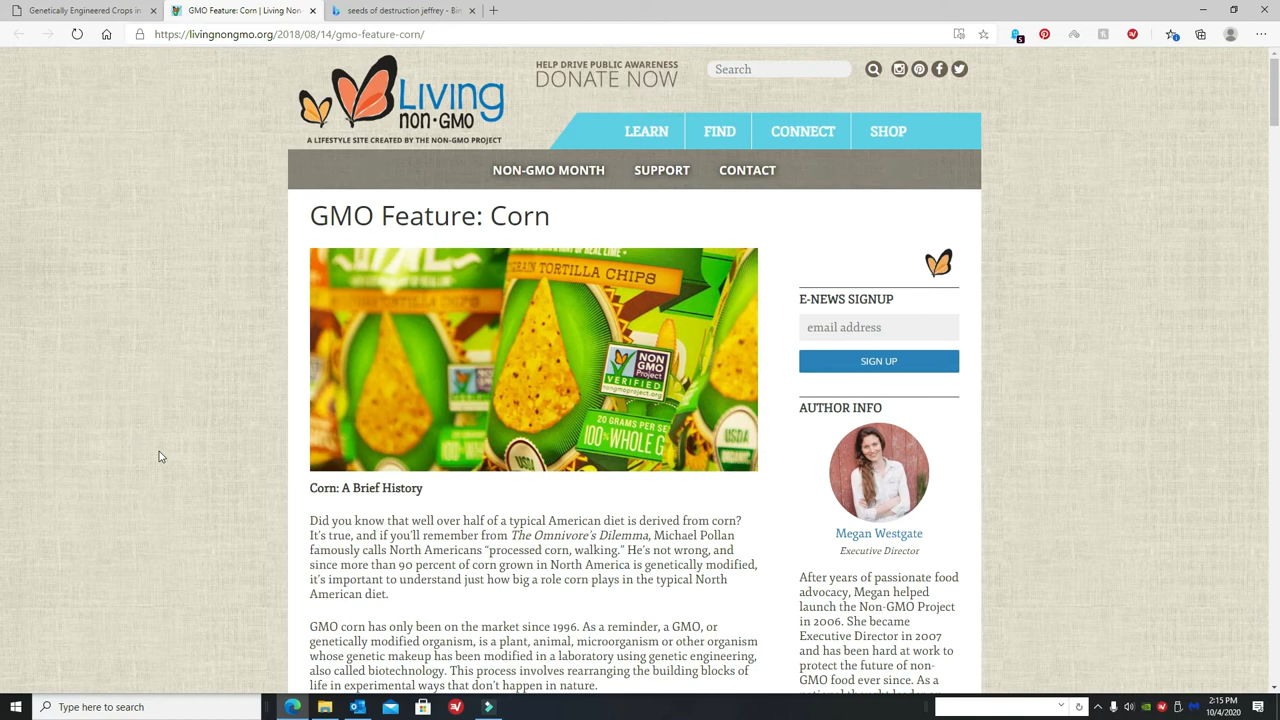 Genetically Engineered Crops in
GMO Feature: Corn | Living Non-
seeds of destruction jeffrey - Bin
https://livingnongmo.org/2018/08/14/gmo-feature-corn/
HELP DRIVE PUBLIC AWARENESS
DONATE NOW
Search
Living
non·GMO
A LIFESTYLE SITE CREATED BY THE NON-GMO PROJECT
LEARN
FIND
CONNECT
SHOP
NON-GMO MONTH
SUPPORT
CONTACT
GMO Feature: Corn
OF REAL LIME
GRAIN TORTILLA CHIPS
TORTILLA CHIPS
NON
GMO
Project
VERIFIED
nongmoproject.org
20 GRAMS PER SE
100% WHOLE G
USDA
USDA
E-NEWS SIGNUP
email address
SIGN UP
AUTHOR INFO
Megan Westgate
Executive Director
After years of passionate food
advocacy, Megan helped
launch the Non-GMO Project
in 2006. She became
Executive Director in 2007
and has been hard at work to
protect the future of non-
GMO food ever since. As a
Corn: A Brief History
Did you know that well over half of a typical American diet is derived from corn?
It's true, and if you'll remember from The Omnivore's Dilemma, Michael Pollan
famously calls North Americans “processed corn, walking.” He's not wrong, and
since more than 90 percent of corn grown in North America is genetically modified,
it's important to understand just how big a role corn plays in the typical North
American diet.
GMO corn has only been on the market since 1996. As a reminder, a GMO, or
genetically modified organism, is a plant, animal, microorganism or other organism
whose genetic makeup has been modified in a laboratory using genetic engineering,
also called biotechnology. This process involves rearranging the building blocks of
life in experimental ways that don't happen in nature.
Type here to search
2:15 PM
10/4/2020